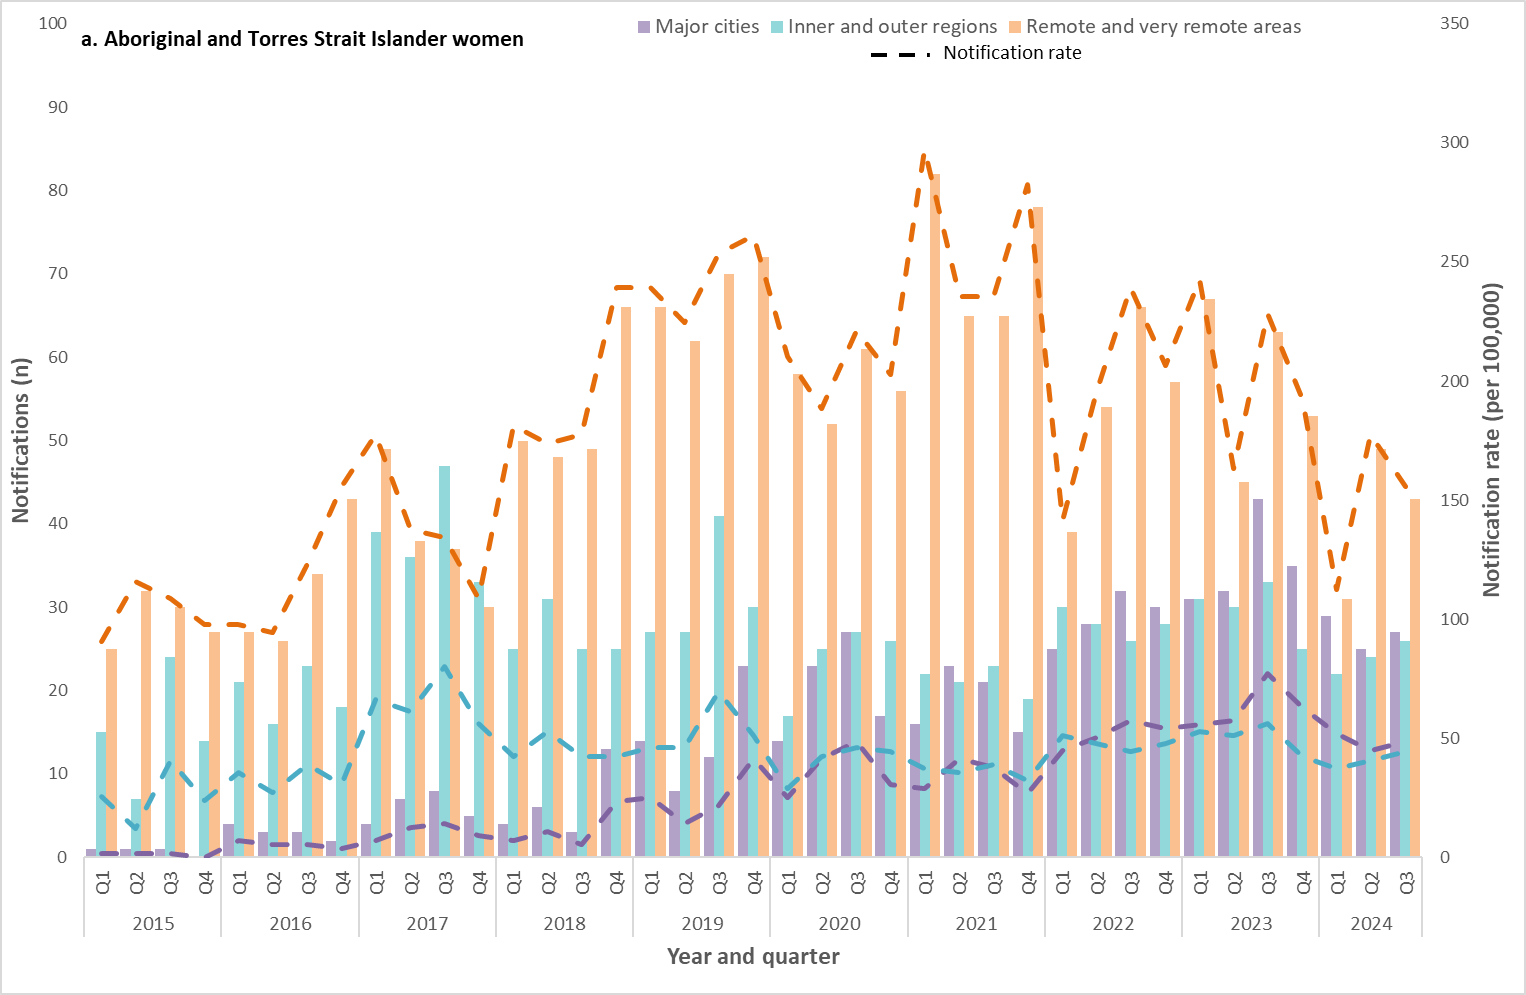 100 350
Major cities Inner and outer regions Remote and very remote areas
a. Aboriginal and Torres Strait Islander women
Notification rate
90
300
80
250
70
60
200
50
150
40
30
100
20
50
10
0 0
Notifications (n)
Notification rate (per 100,000)
Q1 Q2 Q3 Q4 Q1 Q2 Q3 Q4 Q1 Q2 Q3 Q4 Q1 Q2 Q3 Q4 Q1 Q2 Q3 Q4 Q1 Q2 Q3 Q4 Q1 Q2 Q3 Q4 Q1 Q2 Q3 Q4 Q1 Q2 Q3 Q4 Q1 Q2 Q3
2015 2016 2017 2018 2019 2020 2021 2022 2023 2024
Year and quarter